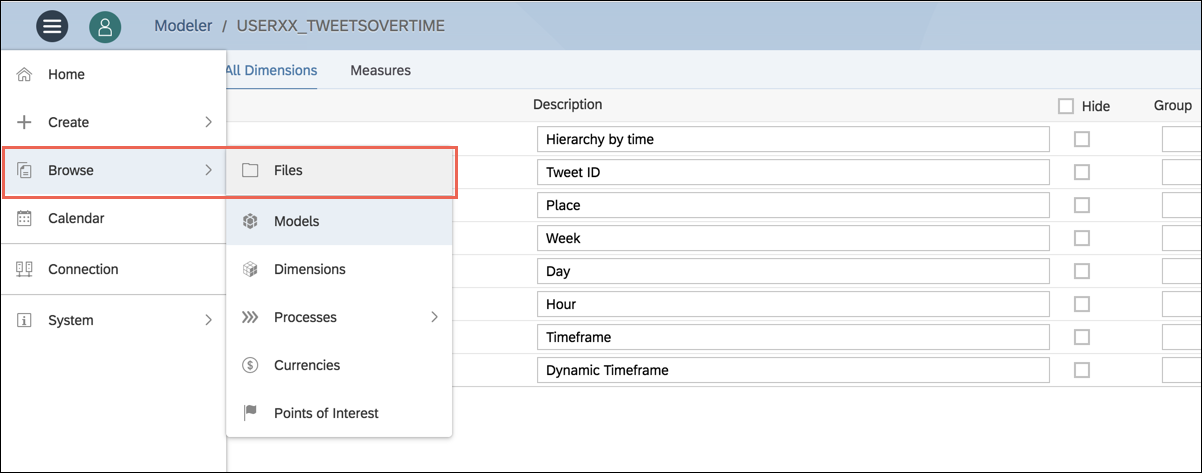 Modeler / USERXX_TWEETSOVERTIME
Home
All Dimensions Measures
Description Hide Group
Create
Hierarchy by time
Browse
Files
Tweet ID
Place
Calendar
Models
Week
Connection
Dimensions
Day
Hour
System
Processes
Timeframe
Currencies
Dynamic Timeframe
Points of Interest